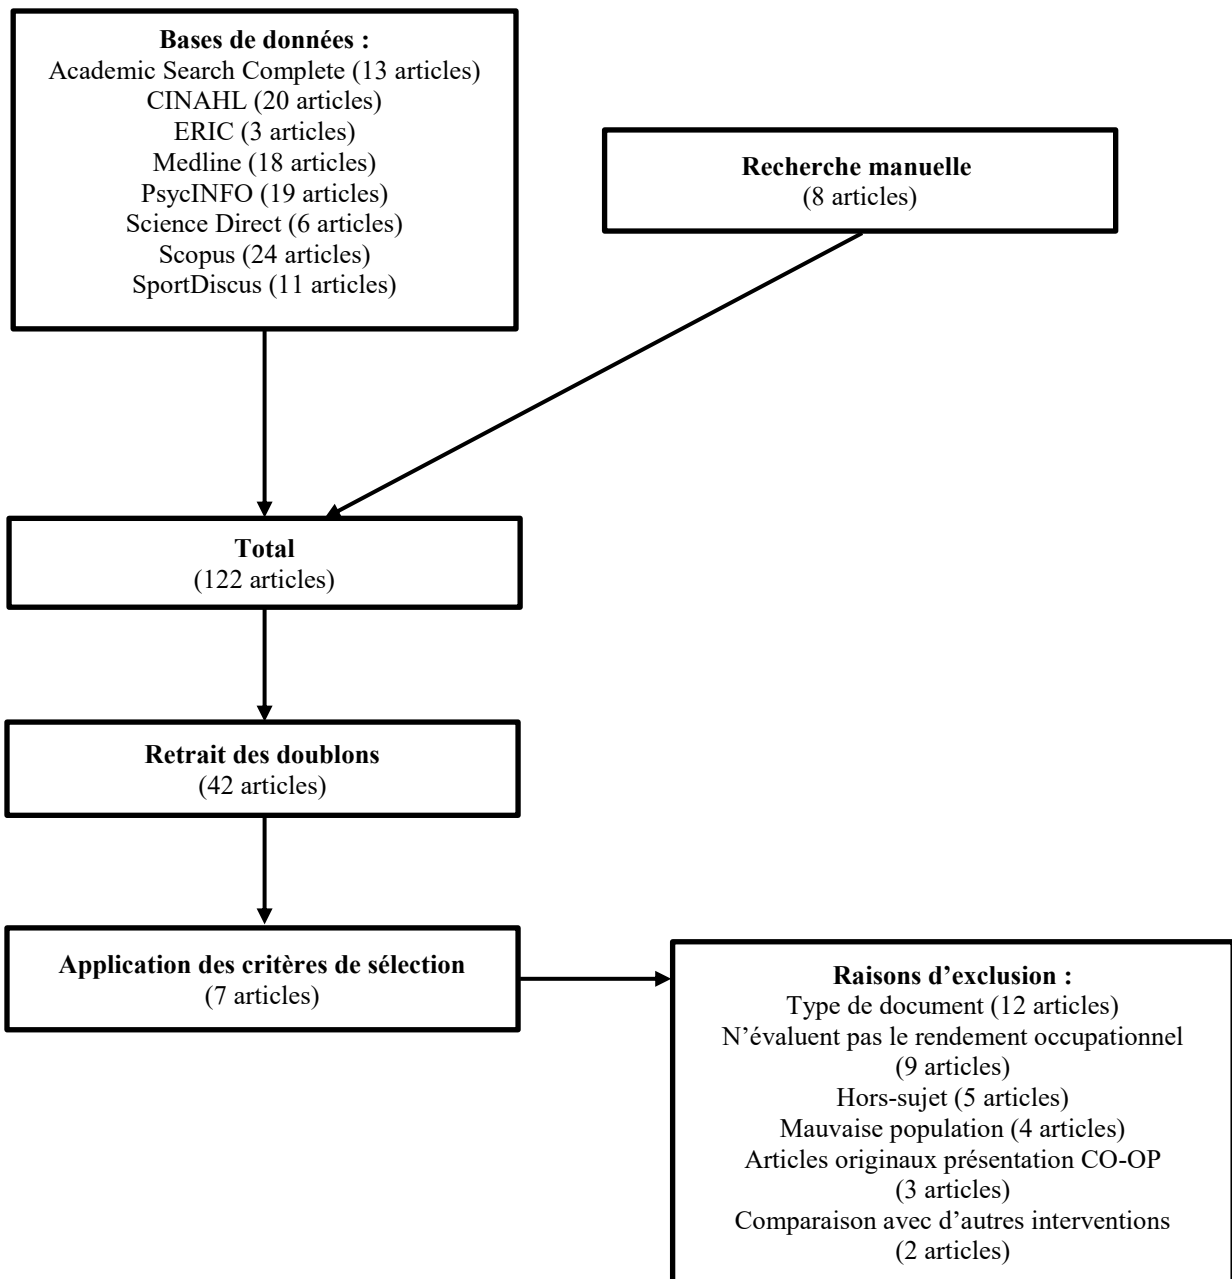 Bases de données :
Academic Search Complete (13 articles)
CINAHL (20 articles)
ERIC (3 articles)
Medline (18 articles)
PsycINFO (19 articles)
Science Direct (6 articles)
Scopus (24 articles)
SportDiscus (11 articles)
Recherche manuelle
(8 articles)
Total
(122 articles)
Retrait des doublons
(42 articles)
Application des critères de sélection
(7 articles)
Raisons d’exclusion :
Type de document (12 articles)
N’évaluent pas le rendement occupationnel
(9 articles)
Hors-sujet (5 articles)
Mauvaise population (4 articles)
Articles originaux présentation CO-OP
(3 articles)
Comparaison avec d’autres interventions
(2 articles)